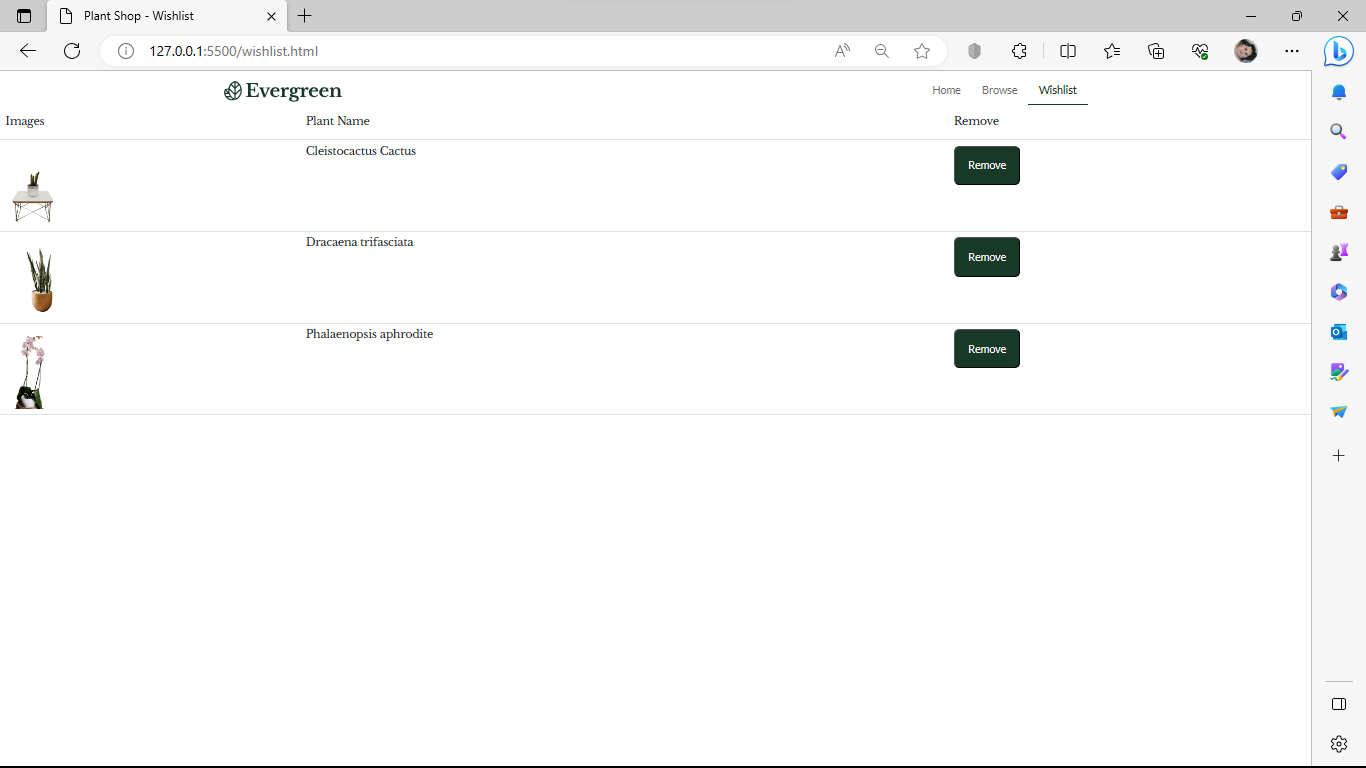 Plant Shop - Wishlist
127.0.0.1:5500/wishlist.html
Evergreen
Home Browse Wishlist
Images Plant Name Remove
Cleistocactus Cactus Remove
Dracaena trifasciata Remove
Phalaenopsis aphrodite Remove